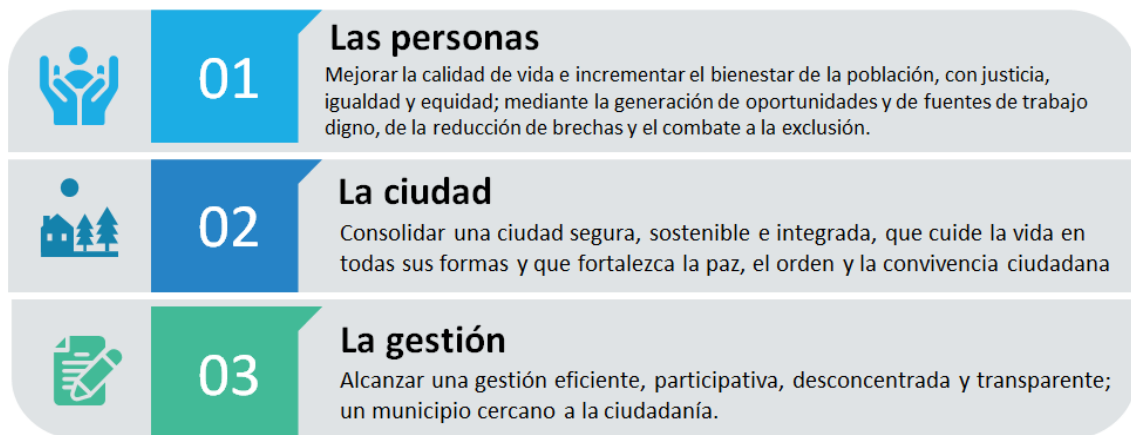 01
Las personas
Mejorar la calidad de vida e incrementar el bienestar de la población, con justicia,
igualdad y equidad; mediante la generación de oportunidades y de fuentes de trabajo
digno, de la reducción de brechas y el combate a la exclusión.
02
La ciudad
Consolidar una ciudad segura, sostenible e integrada, que cuide la vida en
todas sus formas y que fortalezca la paz, el orden y la convivencia ciudadana
03
La gestión
Alcanzar una gestión eficiente, participativa, desconcentrada y transparente;
un municipio cercano a la ciudadanía.